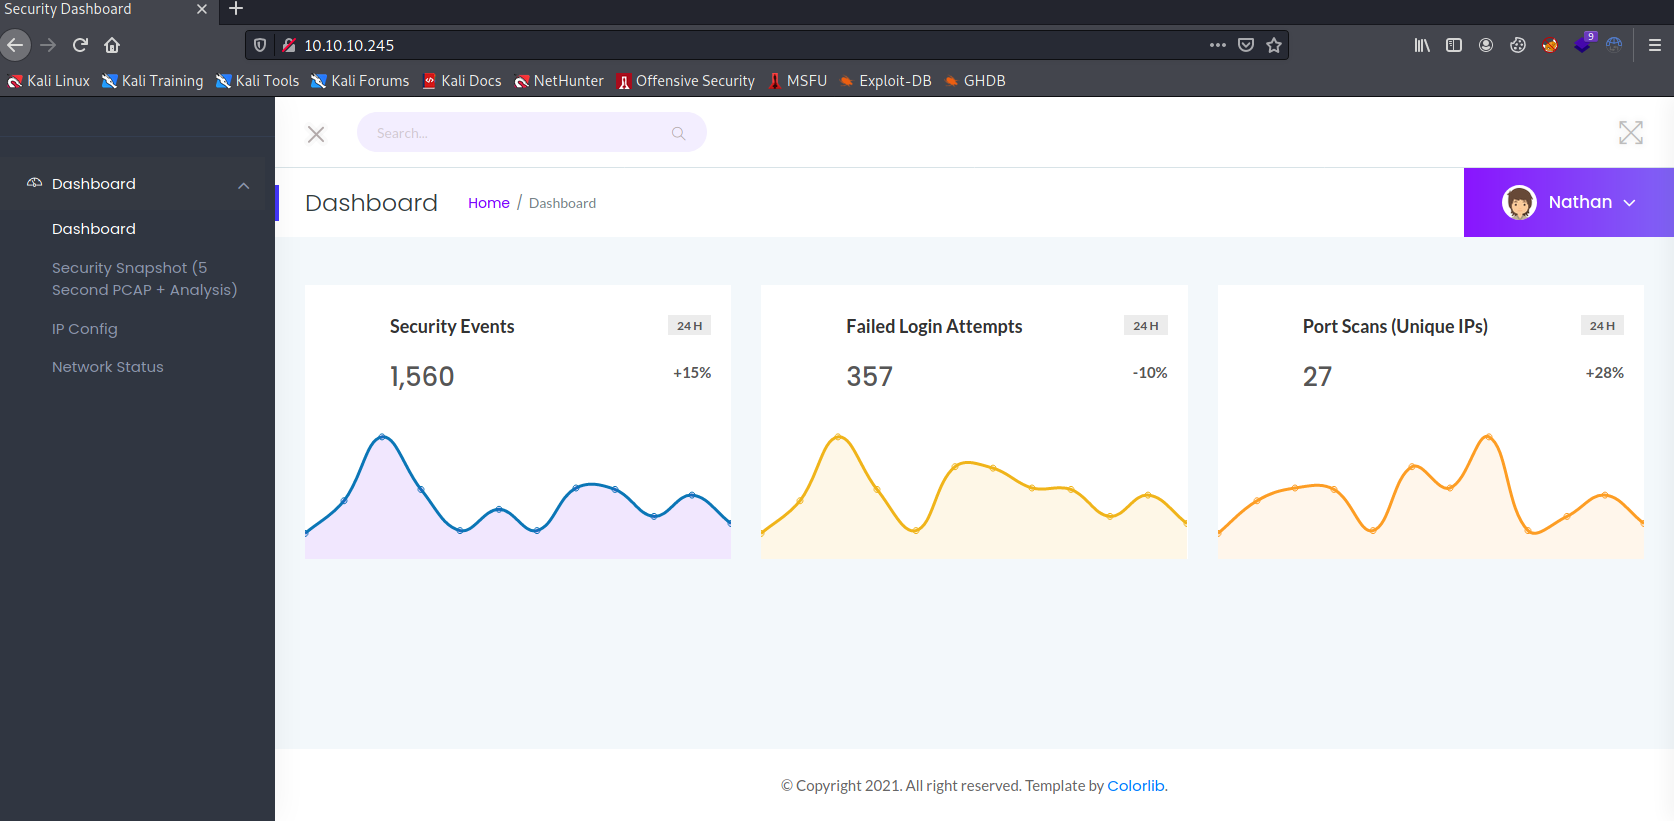 Security Dashboard
10.10.10.245
9
Kali Linux Kali Training Kali Tools Kali Forums Kali Docs NetHunter Offensive Security MSFU Exploit-DB GHDB
Search...
Dashboard
Dashboard
Security Snapshot (5
Second PCAP + Analysis)
IP Config
Network Status
Dashboard Home / Dashboard
Nathan
Security Events 24 H
1,560 +15%
Failed Login Attempts 24 H
357 -10%
Port Scans (Unique IPs) 24 H
27 +28%
© Copyright 2021. All right reserved. Template by Colorlib.